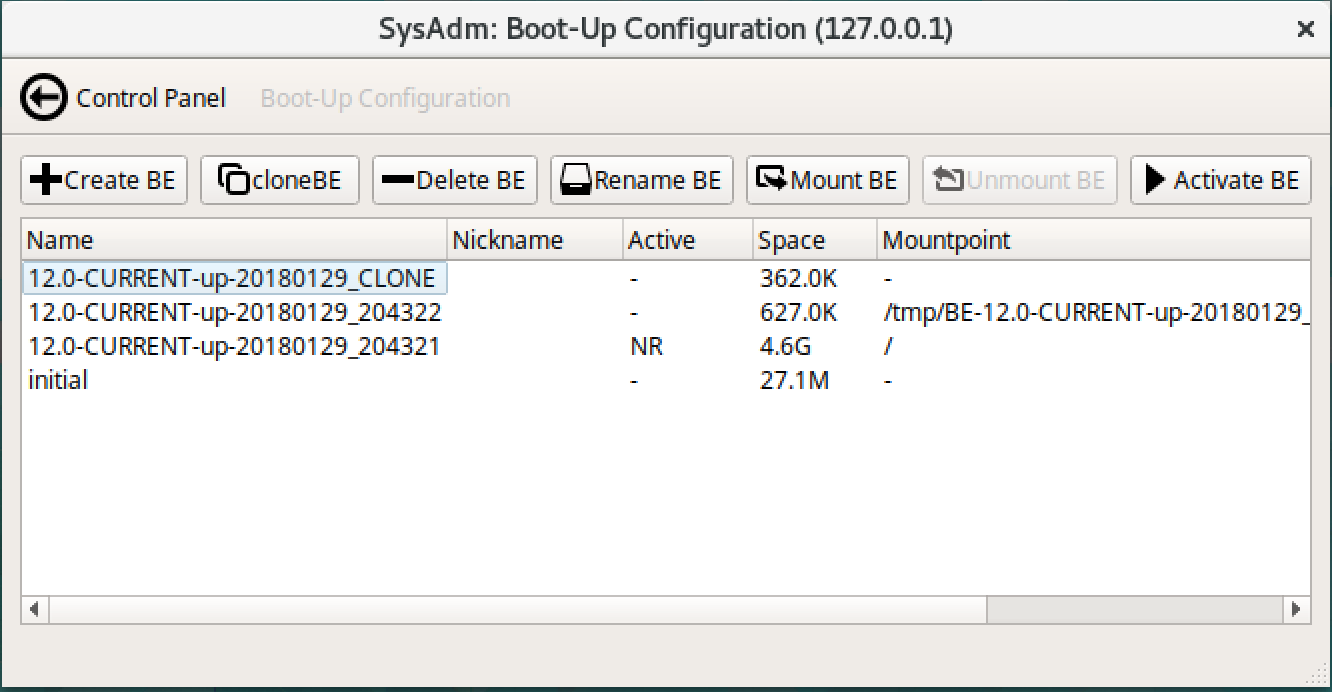 SysAdm: Boot-Up Configuration (127.0.0.1)
Control Panel Boot-Up Configuration
Create BE cloneBE Delete BE Rename BE Mount BE Unmount BE Activate BE
Name Nickname Active Space Mountpoint
12.0-CURRENT-up-20180129_CLONE - 362.0K -
12.0-CURRENT-up-20180129_204322 - 627.0K /tmp/BE-12.0-CURRENT-up-20180129_
12.0-CURRENT-up-20180129_204321 NR 4.6G /
initial - 27.1M -